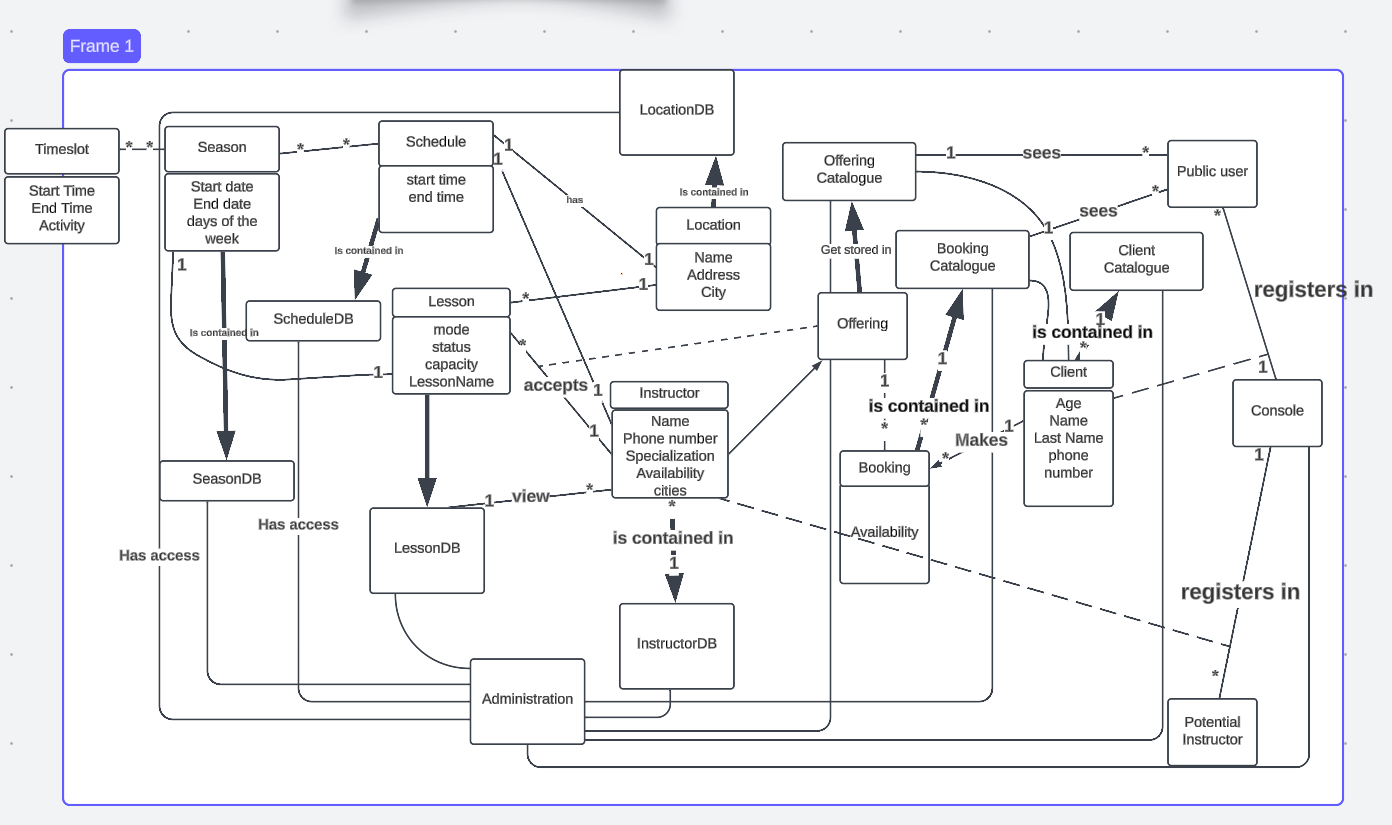 Frame 1
LocationDB
Timeslot
* *
Season
* *
Schedule
1
1
Start Time
End Time
Activity
Start date
End date
days of the
week
start time
end time
has
Is contained in
Location
Name
Address
City
1
1
Offering
Catalogue
1 sees *
Public user
*
sees
*
1
Booking
Catalogue
Client
Catalogue
Get stored in
Is contained in
1
ScheduleDB
Is contained in
Lesson
*
mode
status
capacity
LessonName
1
*
accepts
1
1
Offering
registers in
1
is contained in
*
1
Client
Age
Name
Last Name
phone
number
Console
1
1
is contained in
*
1
*
Makes
1
*
Instructor
Name
Phone number
Specialization
Availability
cities
Booking
Availability
SeasonDB
1 view *
*
is contained in
1
Has access
Has access
LessonDB
InstructorDB
registers in
*
Administration
Potential
Instructor